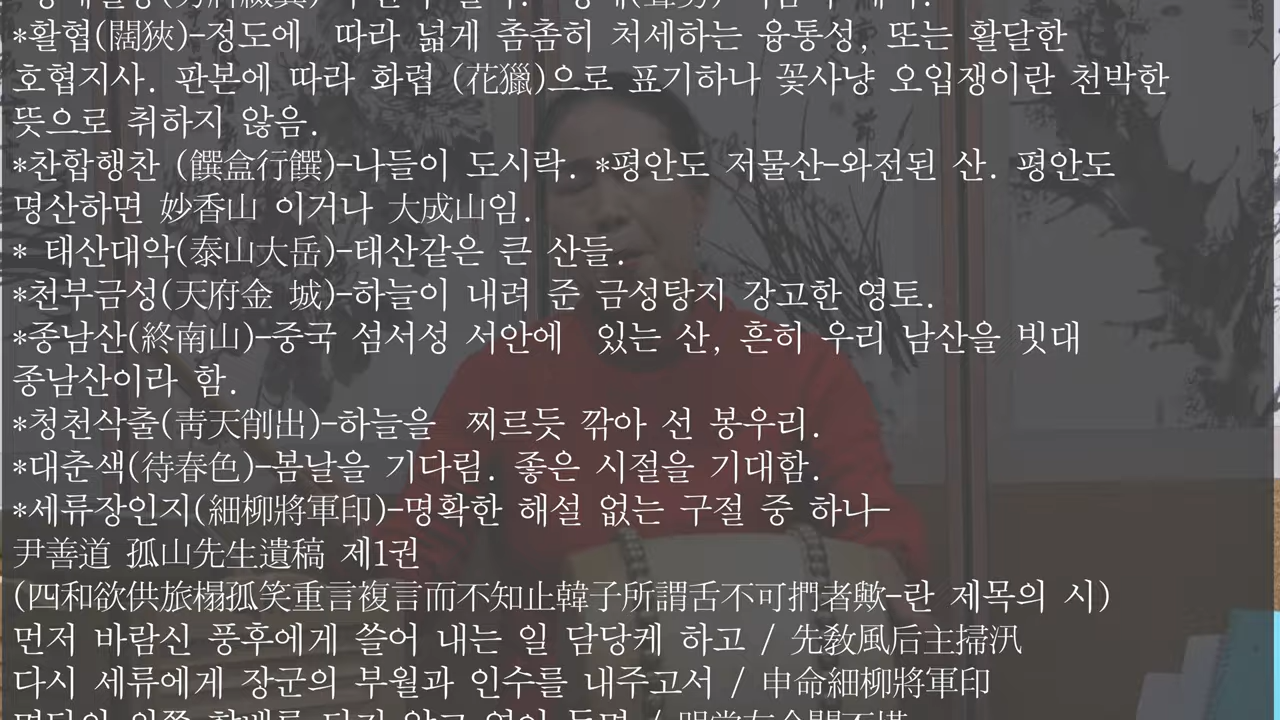 *활협(闊狹)-정도에 따라 넓게 촘촘히 처세하는 융통성, 또는 활달한
호협지사. 판본에 따라 화렵 (花獵)으로 표기하나 꽃사냥 오입쟁이란 천박한
뜻으로 취하지 않음.
*찬합행찬 (饌盒行饌)-나들이 도시락. *평안도 저물산-와전된 산. 평안도
명산하면 妙香山 이거나 大成山임.
* 태산대악(泰山大岳)-태산같은 큰 산들.
*천부금성(天府金 城)-하늘이 내려 준 금성탕지 강고한 영토.
*종남산(終南山)-중국 섬서성 서안에 있는 산, 흔히 우리 남산을 빗대
종남산이라 함.
*청천삭출(靑天削出)-하늘을 찌르듯 깎아 선 봉우리.
*대춘색(待春色)-봄날을 기다림. 좋은 시절을 기대함.
*세류장인지(細柳將軍印)-명확한 해설 없는 구절 중 하나-
尹善道 孤山先生遺稿 제1권
(四和欲供旅榻孤笑重言複言而不知止韓子所謂舌不可捫者歟-란 제목의 시)
먼저 바람신 풍후에게 쓸어 내는 일 담당케 하고 / 先敎風后主掃汛
다시 세류에게 장군의 부월과 인수를 내주고서 / 申命細柳將軍印